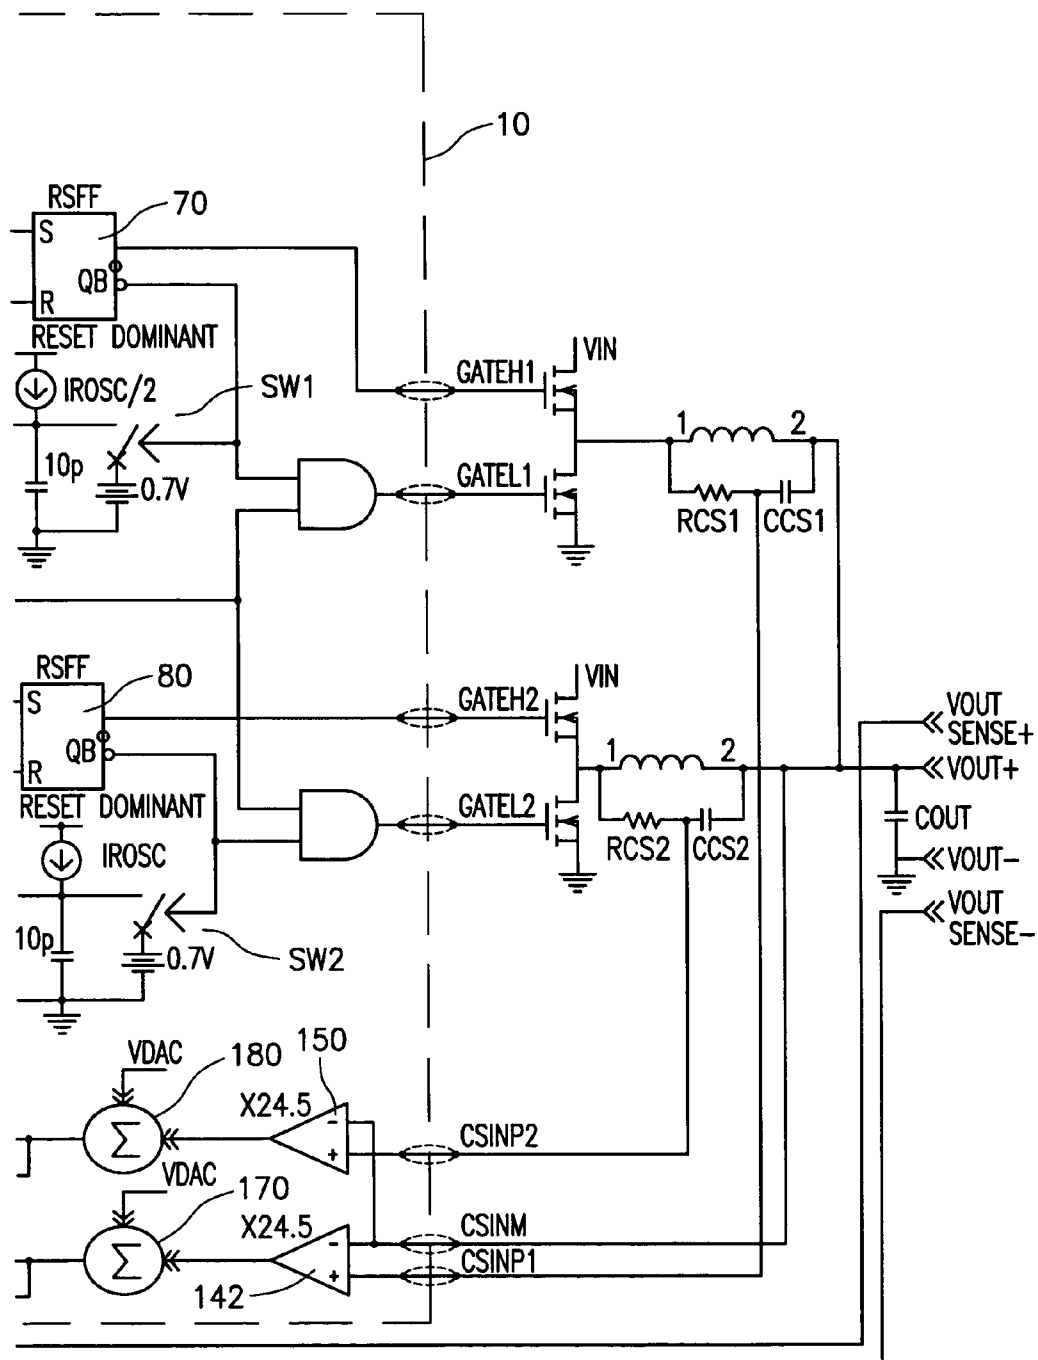 10
RSFF
70
S
QB
R
RESET DOMINANT
VIN
GATEH1
IROSC/2
SW1
1
2
10p
0.7V
GATEL1
RCS1
CCS1
RSFF
80
S
QB
R
RESET DOMINANT
VIN
GATEH2
VOUT
SENSE+
1
2
VOUT+
GATEL2
COUT
IROSC
RCS2
CCS2
VOUT-
VOUT
SENSE-
10p
0.7V
SW2
VDAC
180
150
X24.5
Σ
-
+
CSINP2
VDAC
170
X24.5
Σ
-
+
CSINM
CSINP1
142